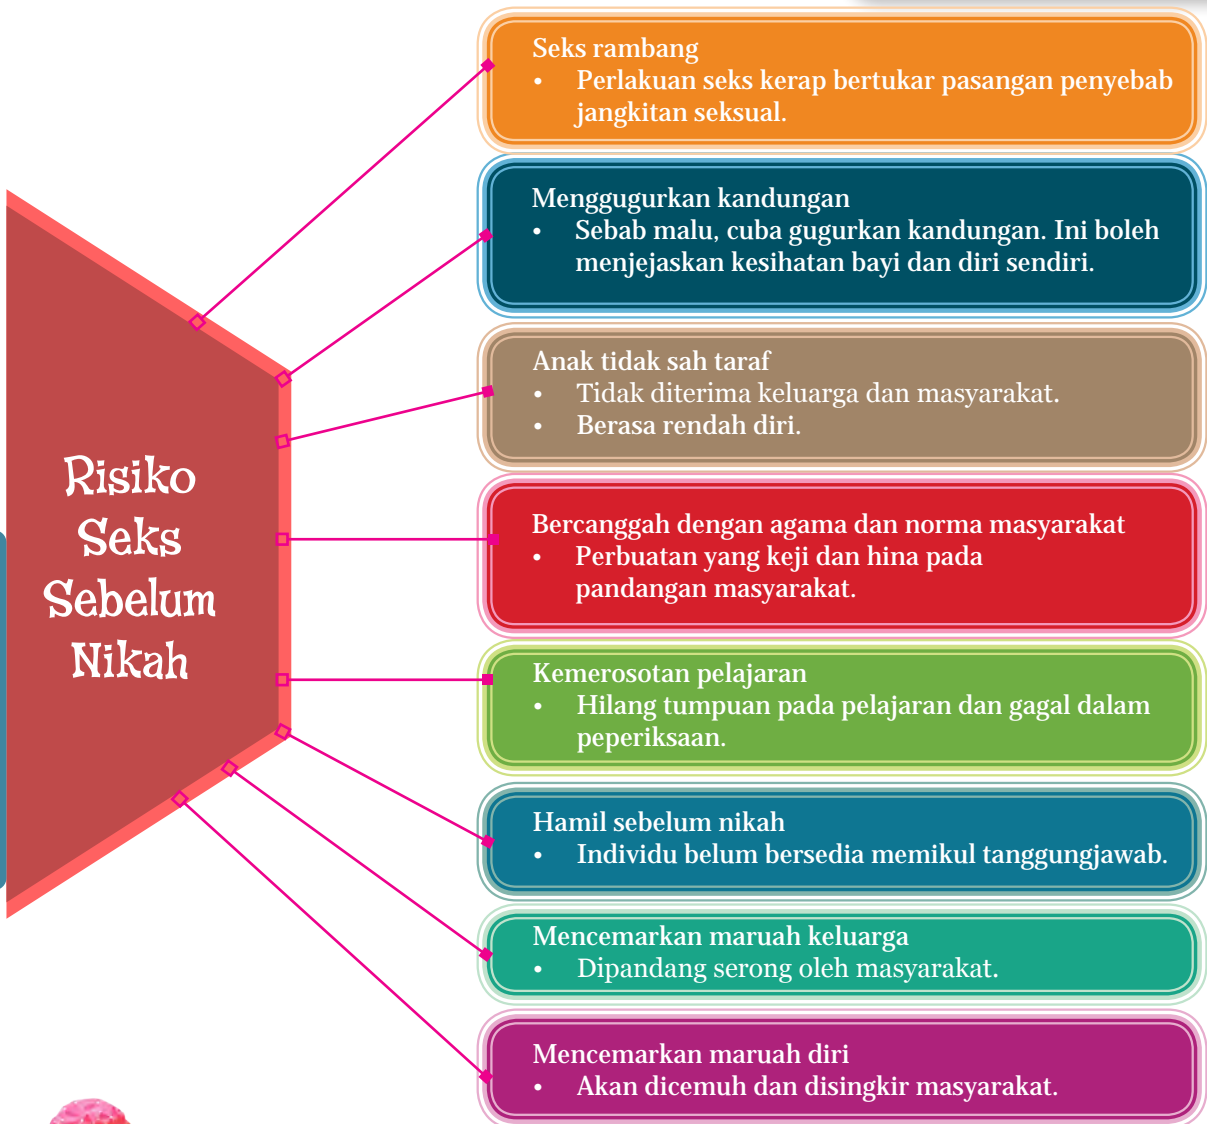 Risiko
Seks
Sebelum
Nikah
Seks rambang
• Perlakuan seks kerap bertukar pasangan penyebab
jangkitan seksual.
Menggugurkan kandungan
• Sebab malu, cuba gugurkan kandungan. Ini boleh
menjejaskan kesihatan bayi dan diri sendiri.
Anak tidak sah taraf
• Tidak diterima keluarga dan masyarakat.
• Berasa rendah diri.
Bercanggah dengan agama dan norma masyarakat
• Perbuatan yang keji dan hina pada
pandangan masyarakat.
Kemerosotan pelajaran
• Hilang tumpuan pada pelajaran dan gagal dalam
peperiksaan.
Hamil sebelum nikah
• Individu belum bersedia memikul tanggungjawab.
Mencemarkan maruah keluarga
• Dipandang serong oleh masyarakat.
Mencemarkan maruah diri
• Akan dicemuh dan disingkir masyarakat.